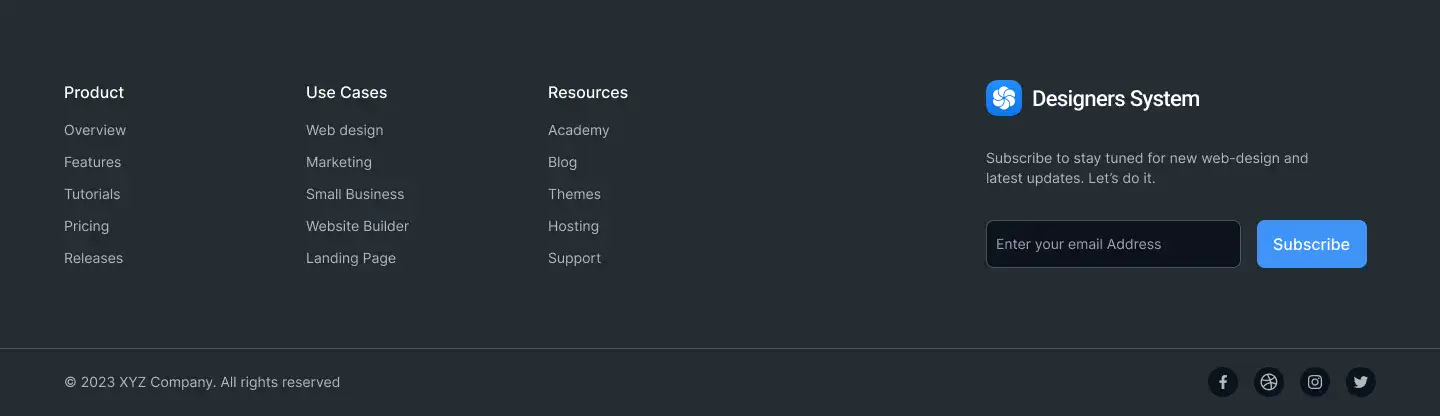 Product
Overview
Features
Tutorials
Pricing
Releases
Use Cases
Web design
Marketing
Small Business
Website Builder
Landing Page
Resources
Academy
Blog
Themes
Hosting
Support
Designers System
Subscribe to stay tuned for new web-design and
latest updates. Let’s do it.
Enter your email Address
Subscribe
© 2023 XYZ Company. All rights reserved